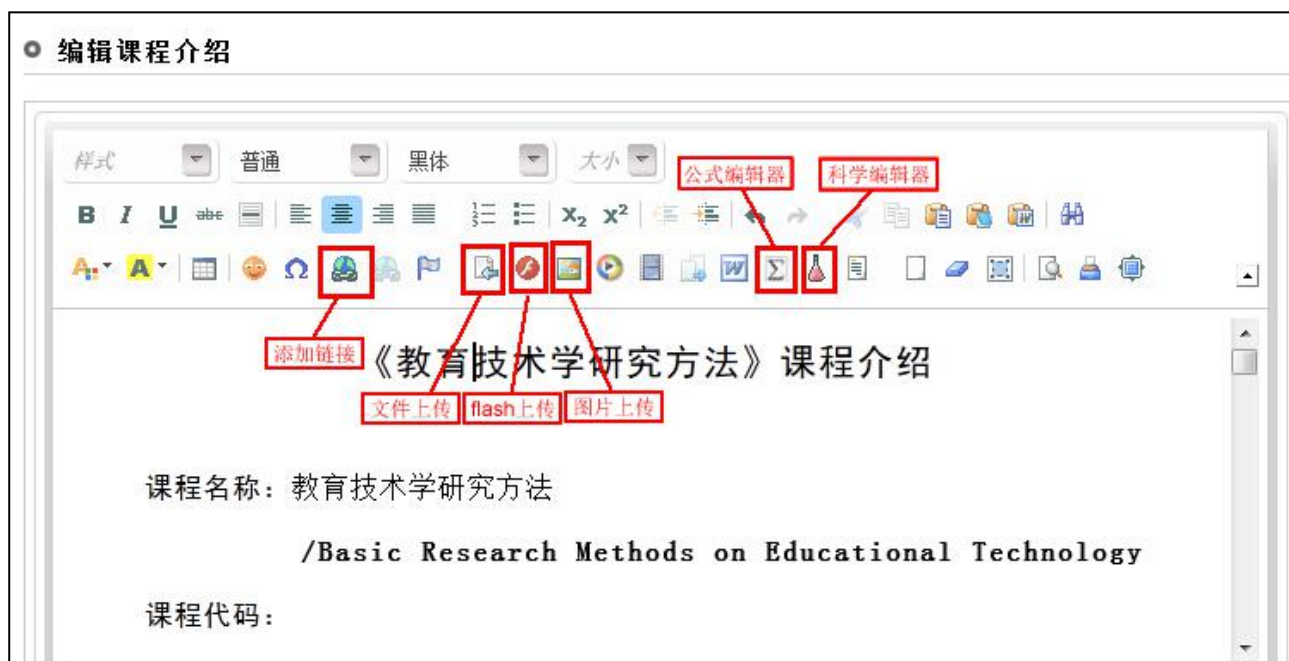 编辑课程介绍
样式 普通 黑体 大小
公式编辑器 科学编辑器
B I U abc X₂ X²
A A Ω W Σ
添加链接
《教育技术学研究方法》课程介绍
文件上传 flash上传 图片上传
课程名称：教育技术学研究方法
/Basic Research Methods on Educational Technology
课程代码：